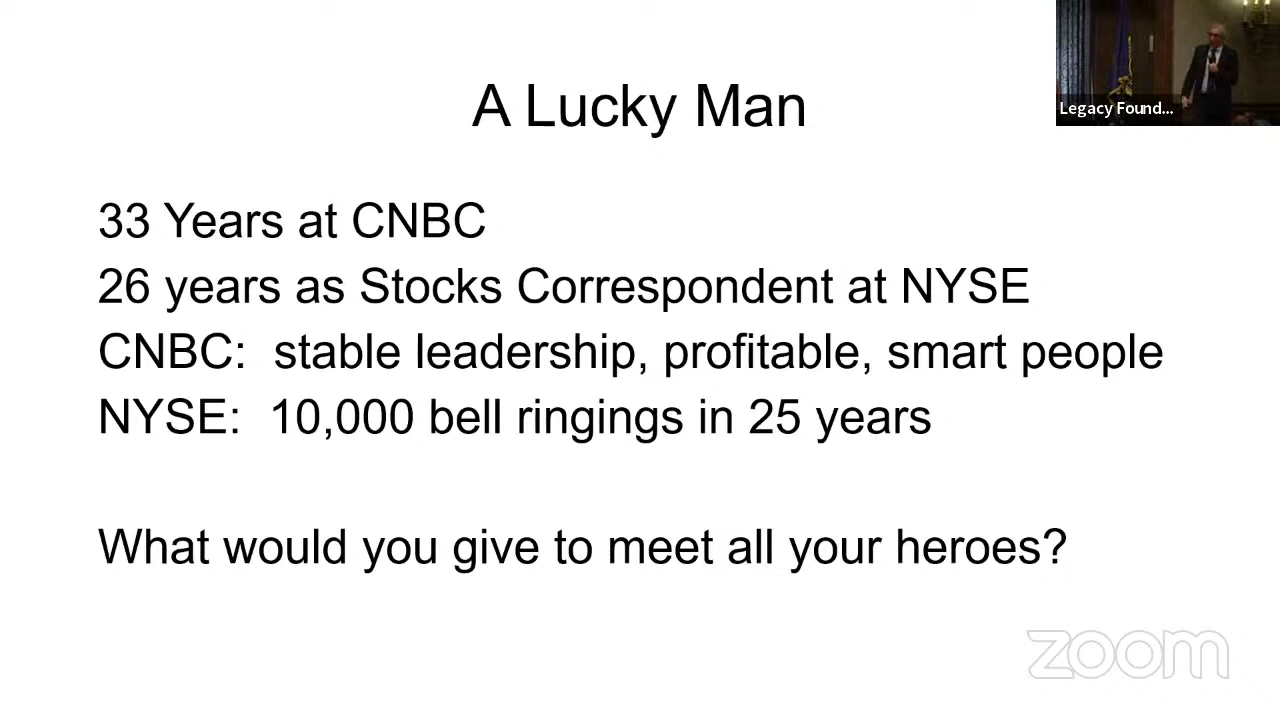 A Lucky Man
Legacy Found...
33 Years at CNBC
26 years as Stocks Correspondent at NYSE
CNBC:  stable leadership, profitable, smart people
NYSE:  10,000 bell ringings in 25 years
What would you give to meet all your heroes?
zoom